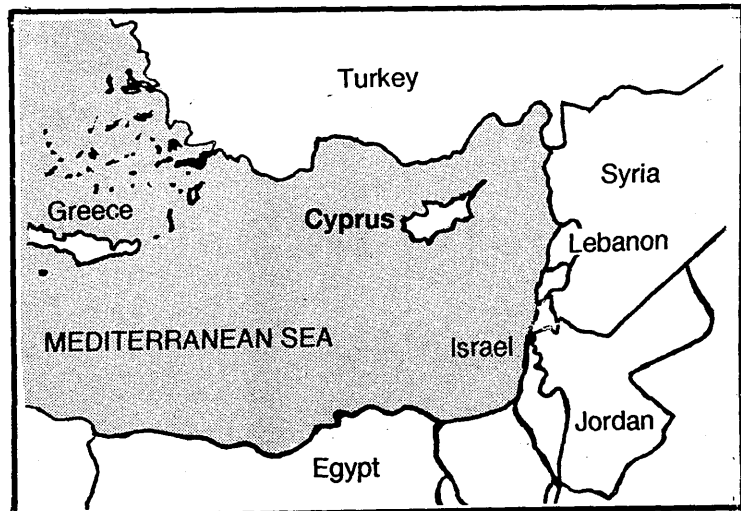 Turkey
Syria
Greece
Cyprus
Lebanon
MEDITERRANEAN SEA
Israel
Jordan
Egypt